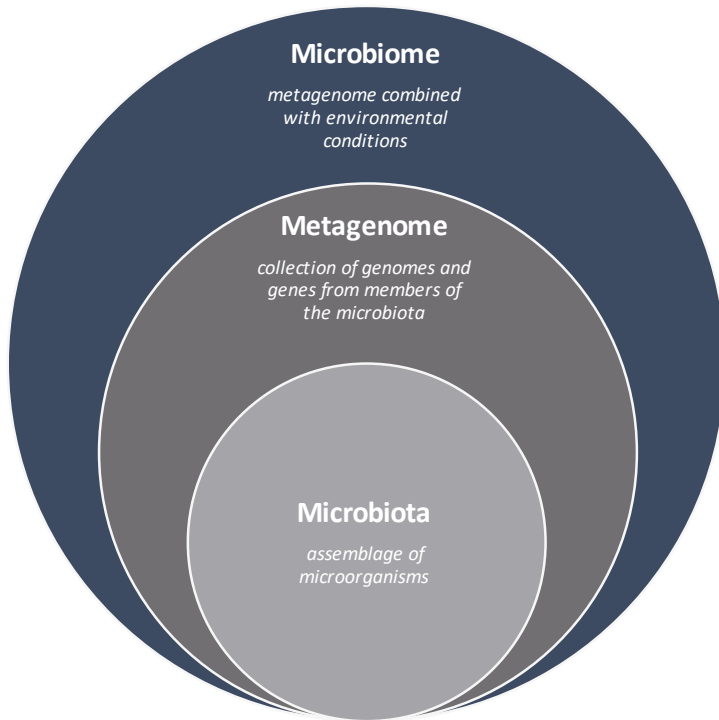 Microbiome
metagenome combined
with environmental
conditions
Metagenome
collection of genomes and
genes from members of
the microbiota
Microbiota
assemblage of
microorganisms